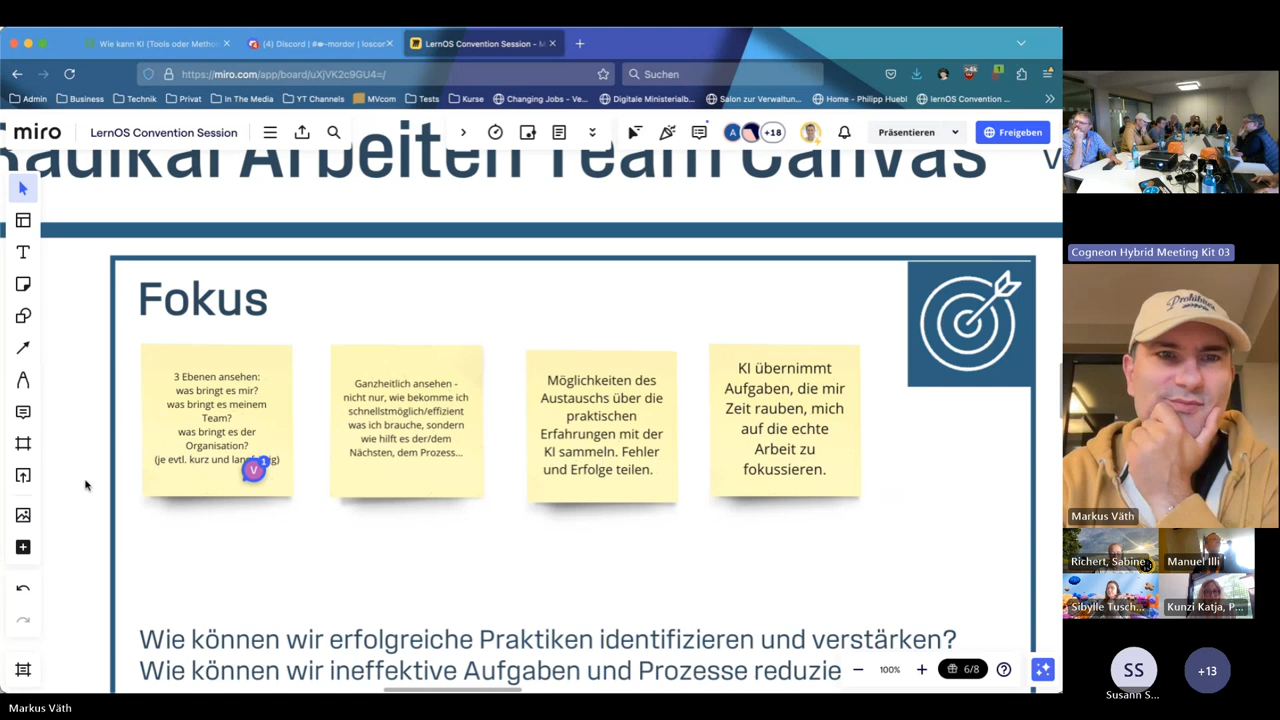 Wie kann KI (Tools oder Metho
(4) Discord | #
LernOS Convention Session - M
https://miro.com/app/board/uXjVK2c9GU4=/
Suchen
Admin
Business
Technik
Privat
In The Media
YT Channels
MVcom
Tests
Kurse
Changing Jobs - Ve...
Digitale Ministerialb...
Salon zur Verwaltun...
Home - Philipp Huebl
lernOS Convention ...
miro
LernOS Convention Session
A
+18
Präsentieren
Freigeben
Radikal Arbeiten Team Canvas
Fokus
3 Ebenen ansehen:
was bringt es mir?
was bringt es meinem
Team?
was bringt es der
Organisation?
(je evtl. kurz und
V
1
Ganzheitlich ansehen -
nicht nur, wie bekomme ich
schnellstmöglich/effizient
was ich brauche, sondern
wie hilft es der/dem
Nächsten, dem Prozess...
Möglichkeiten des
Austauschs über die
praktischen
Erfahrungen mit der
KI sammeln. Fehler
und Erfolge teilen.
KI übernimmt
Aufgaben, die mir
Zeit rauben, mich
auf die echte
Arbeit zu
fokussieren.
Wie können wir erfolgreiche Praktiken identifizieren und verstärken?
Wie können wir ineffektive Aufgaben und Prozesse reduzie
100%
6/8
Cogneon Hybrid Meeting Kit 03
Markus Väth
Richert, Sabine
Manuel Illi
Sibylle Tusch...
Kunzi Katja, P...
SS
Susann S...
+13
Markus Väth